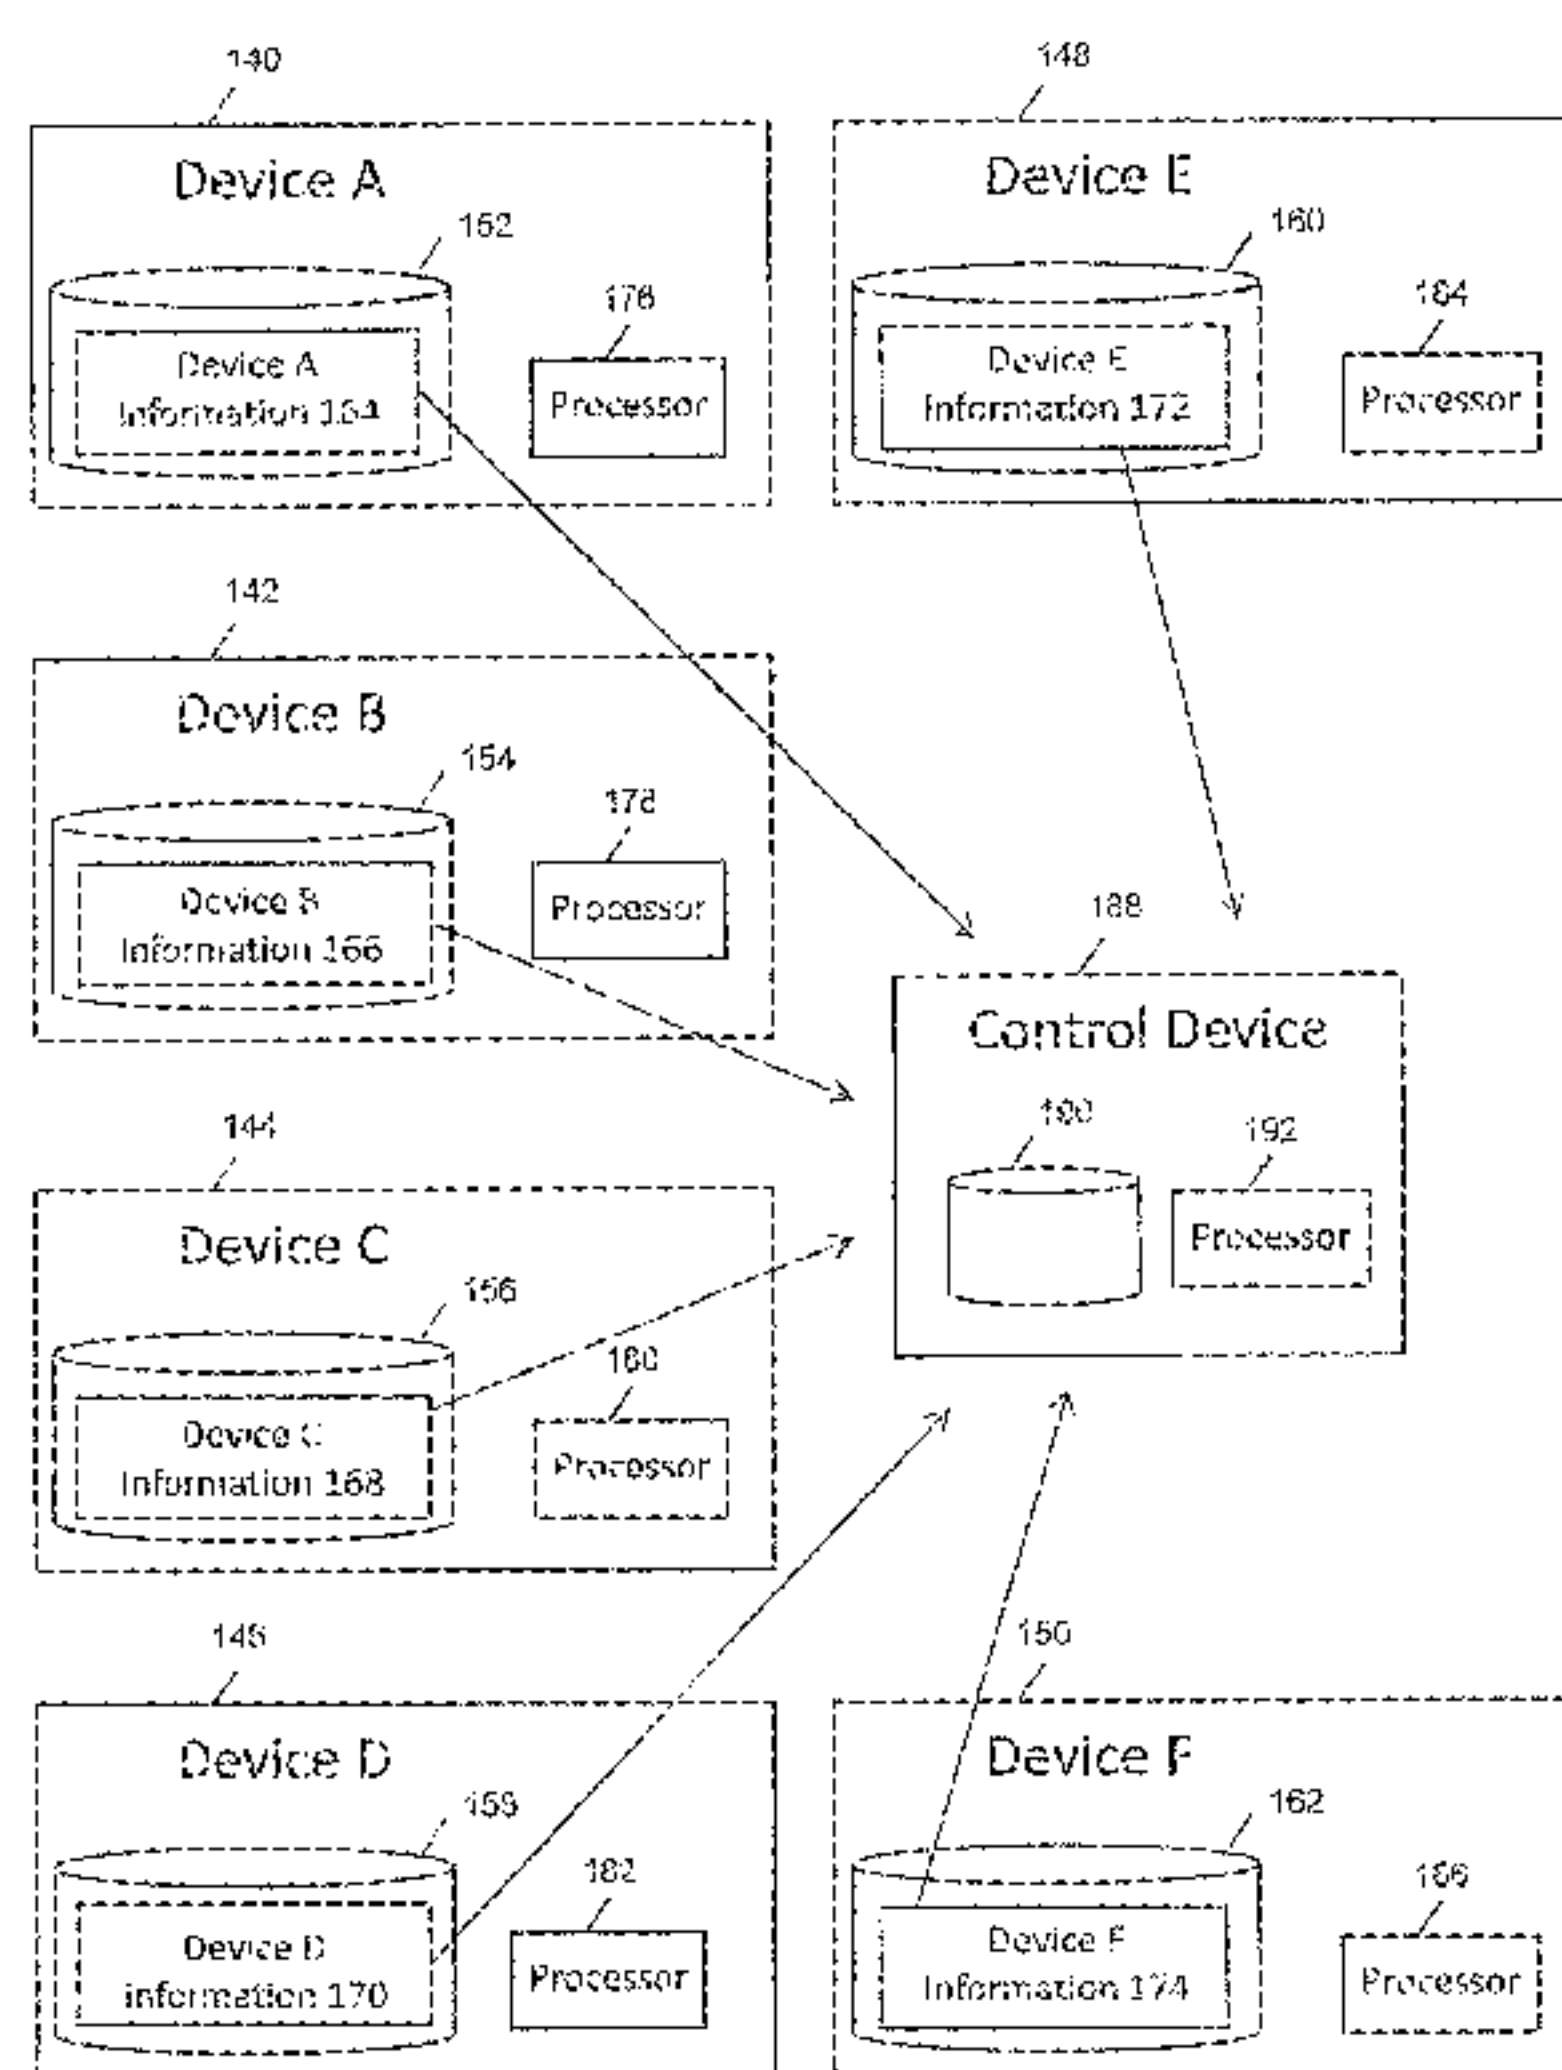 140
Device A
152
Device A
Information 164
176
Processor
148
Device E
160
Device E
Information 172
184
Processor
142
Device B
154
Device B
Information 166
178
Processor
188
Control Device
190
192
Processor
144
Device C
156
Device C
Information 168
180
Processor
146
Device D
158
Device D
information 170
182
Processor
150
Device F
162
Device F
Information 174
186
Processor